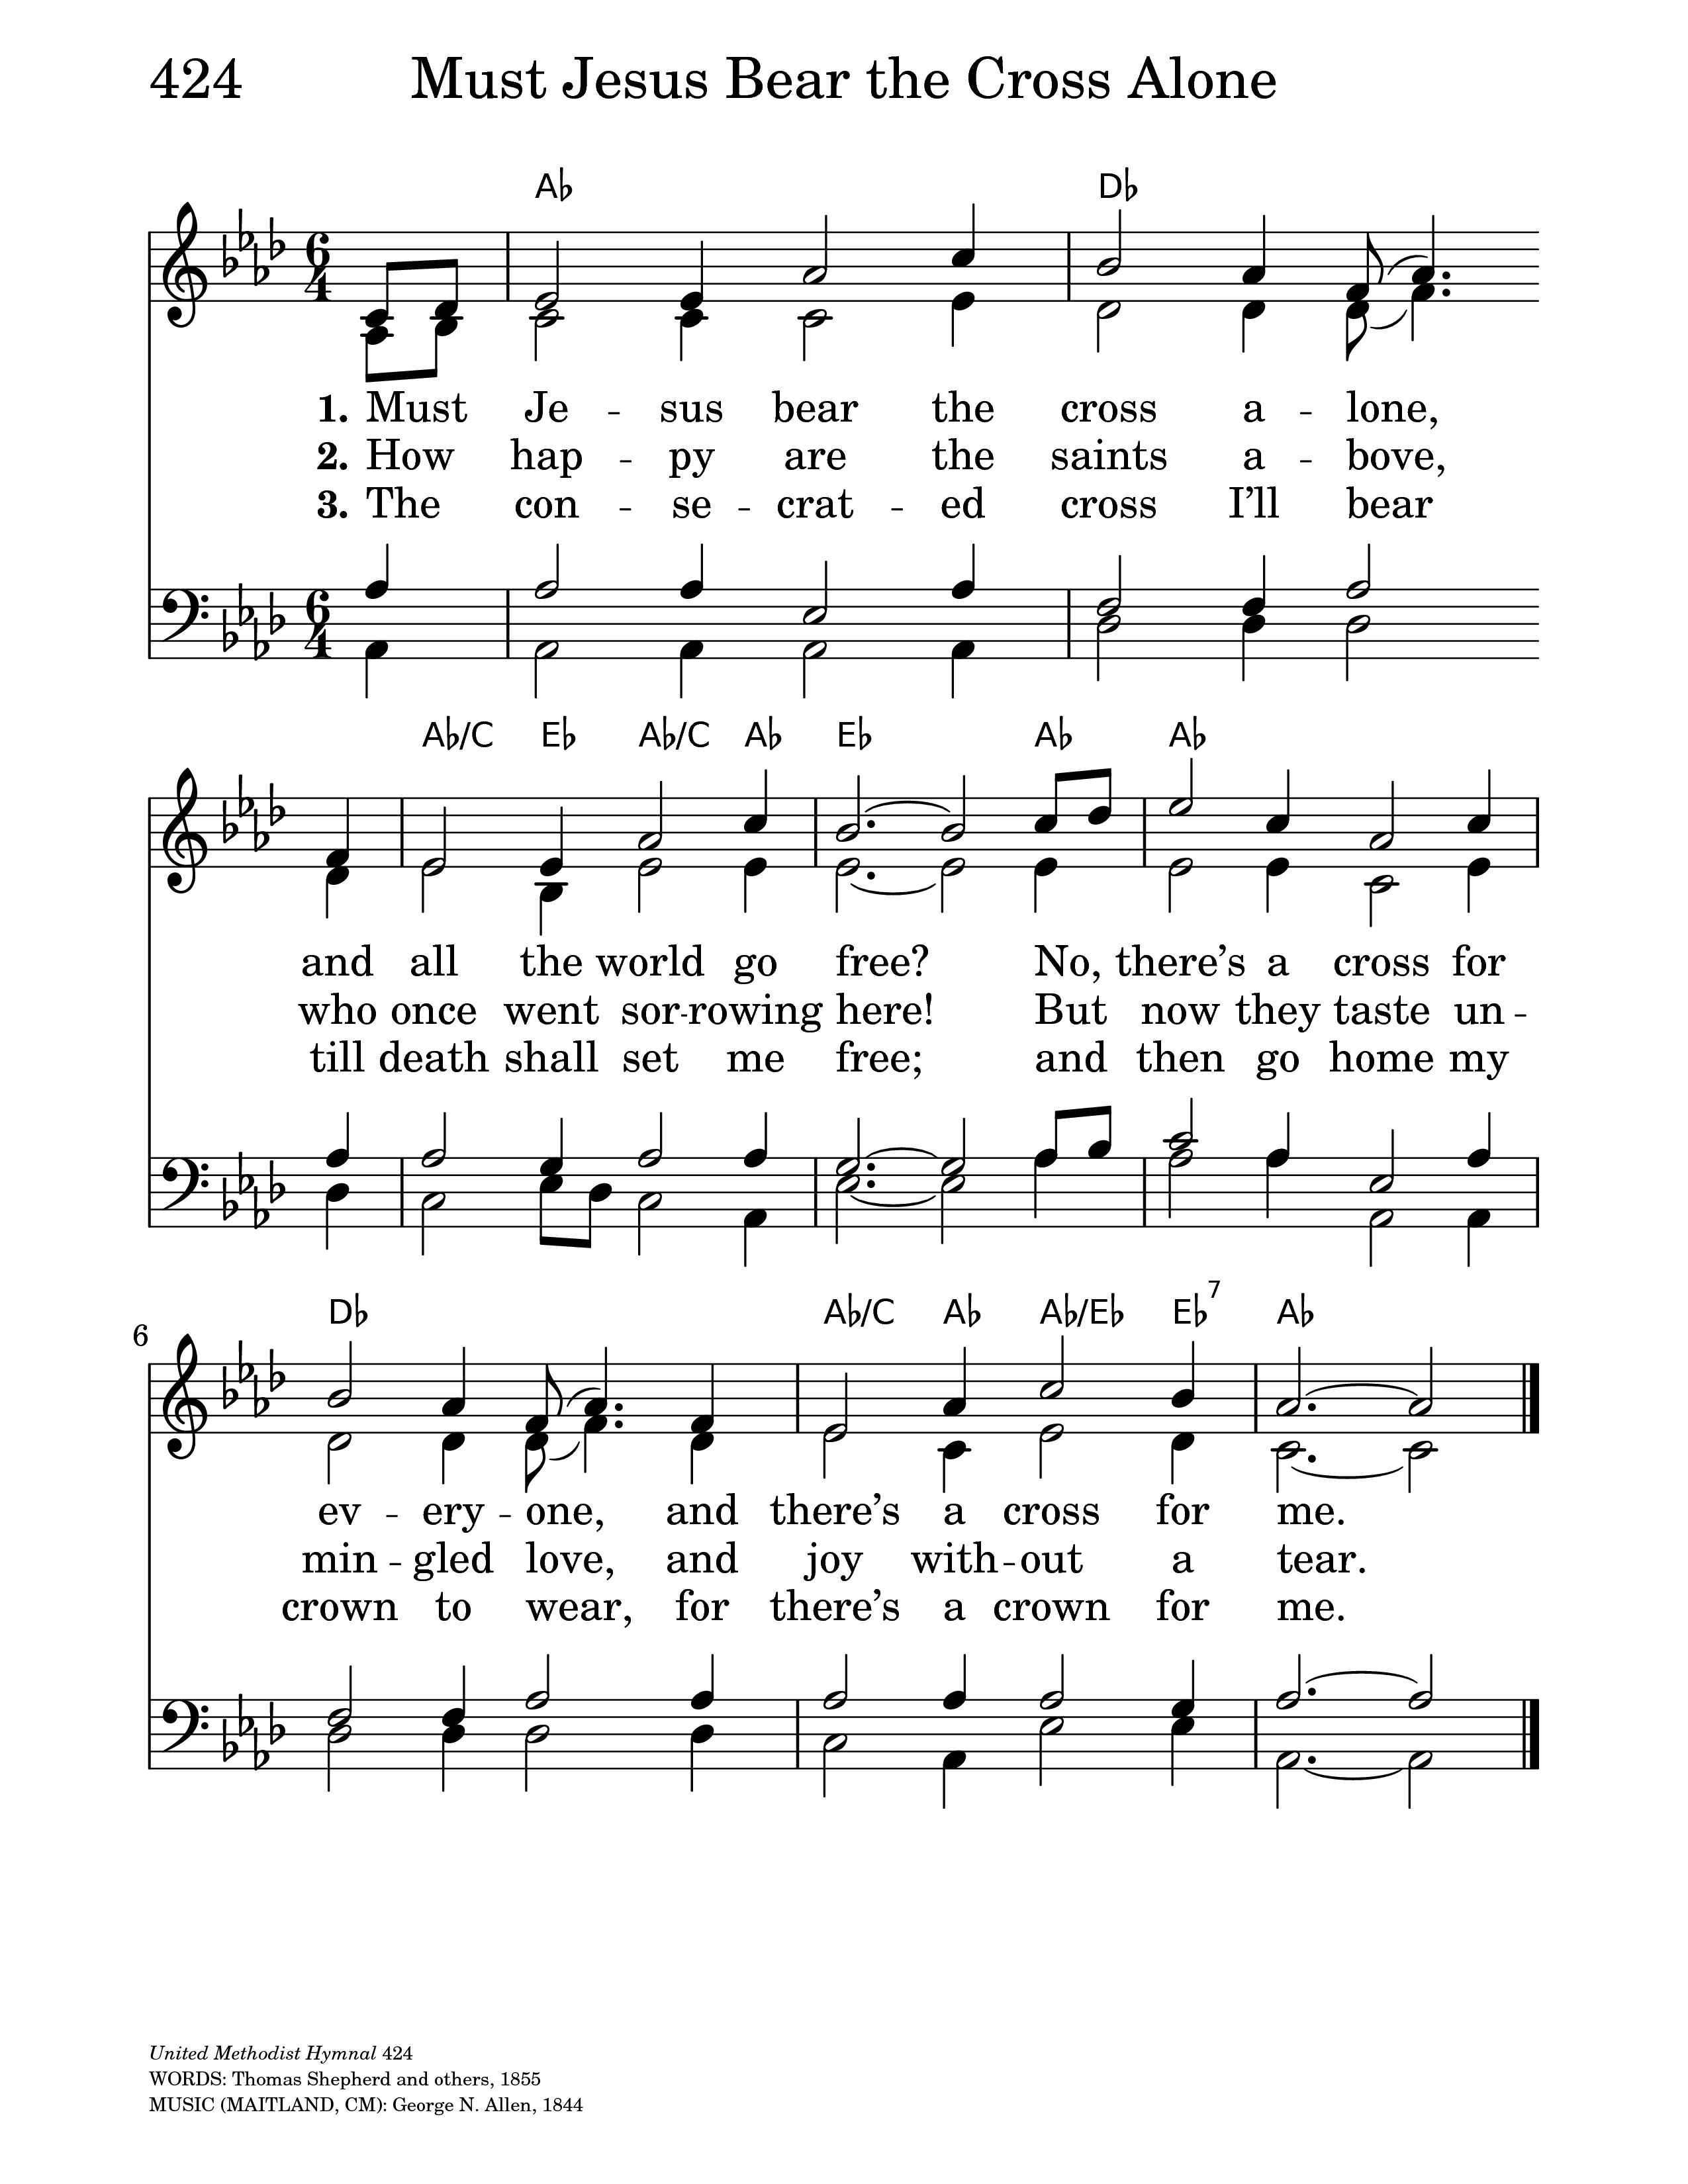 424 Must Jesus Bear the Cross Alone
A♭ D♭
6 4
1. Must Je - sus bear the cross a - lone,
2. How hap - py are the saints a - bove,
3. The con - se - crat - ed cross I’ll bear
6 4
A♭/C E♭ A♭/C A♭ E♭ A♭ A♭
and all the world go free? No, there’s a cross for
who once went sor - rowing here! But now they taste un -
till death shall set me free; and then go home my
D♭ A♭/C A♭ A♭/E♭ E♭7 A♭
6
ev - ery - one, and there’s a cross for me.
min - gled love, and joy with - out a tear.
crown to wear, for there’s a crown for me.
United Methodist Hymnal 424
WORDS: Thomas Shepherd and others, 1855
MUSIC (MAITLAND, CM): George N. Allen, 1844